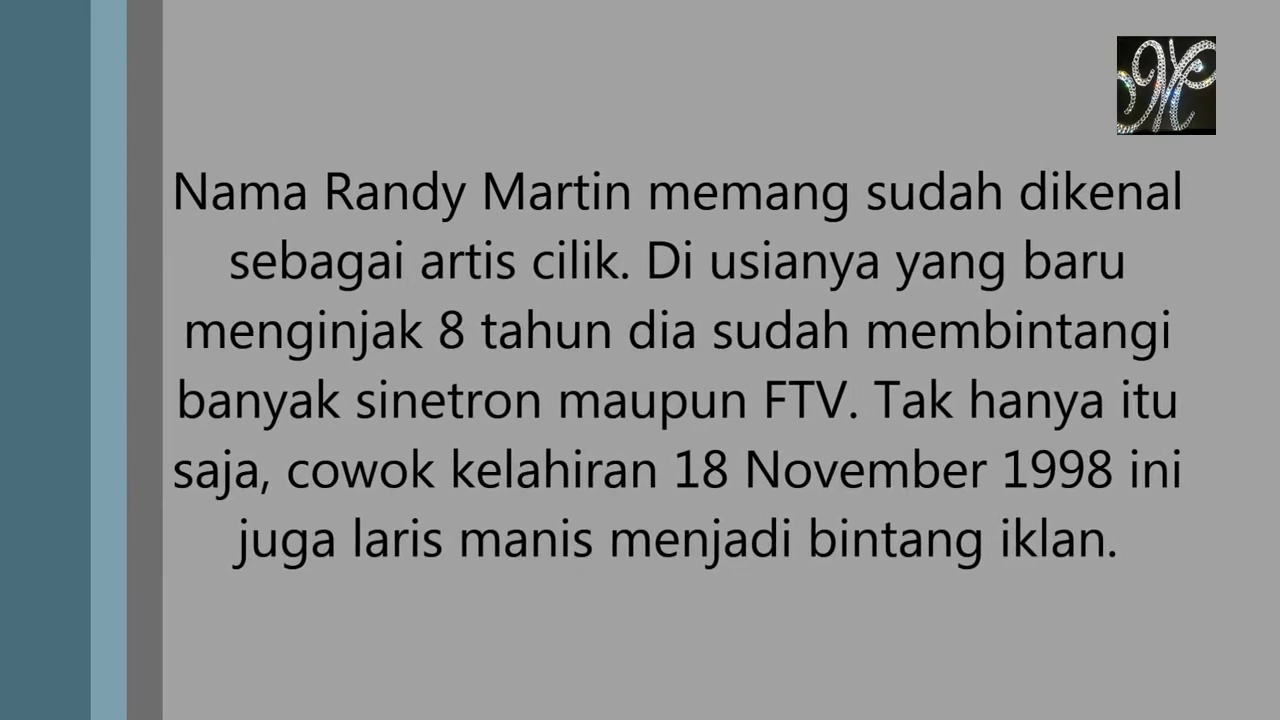 Nama Randy Martin memang sudah dikenal
sebagai artis cilik. Di usianya yang baru
menginjak 8 tahun dia sudah membintangi
banyak sinetron maupun FTV. Tak hanya itu
saja, cowok kelahiran 18 November 1998 ini
juga laris manis menjadi bintang iklan.